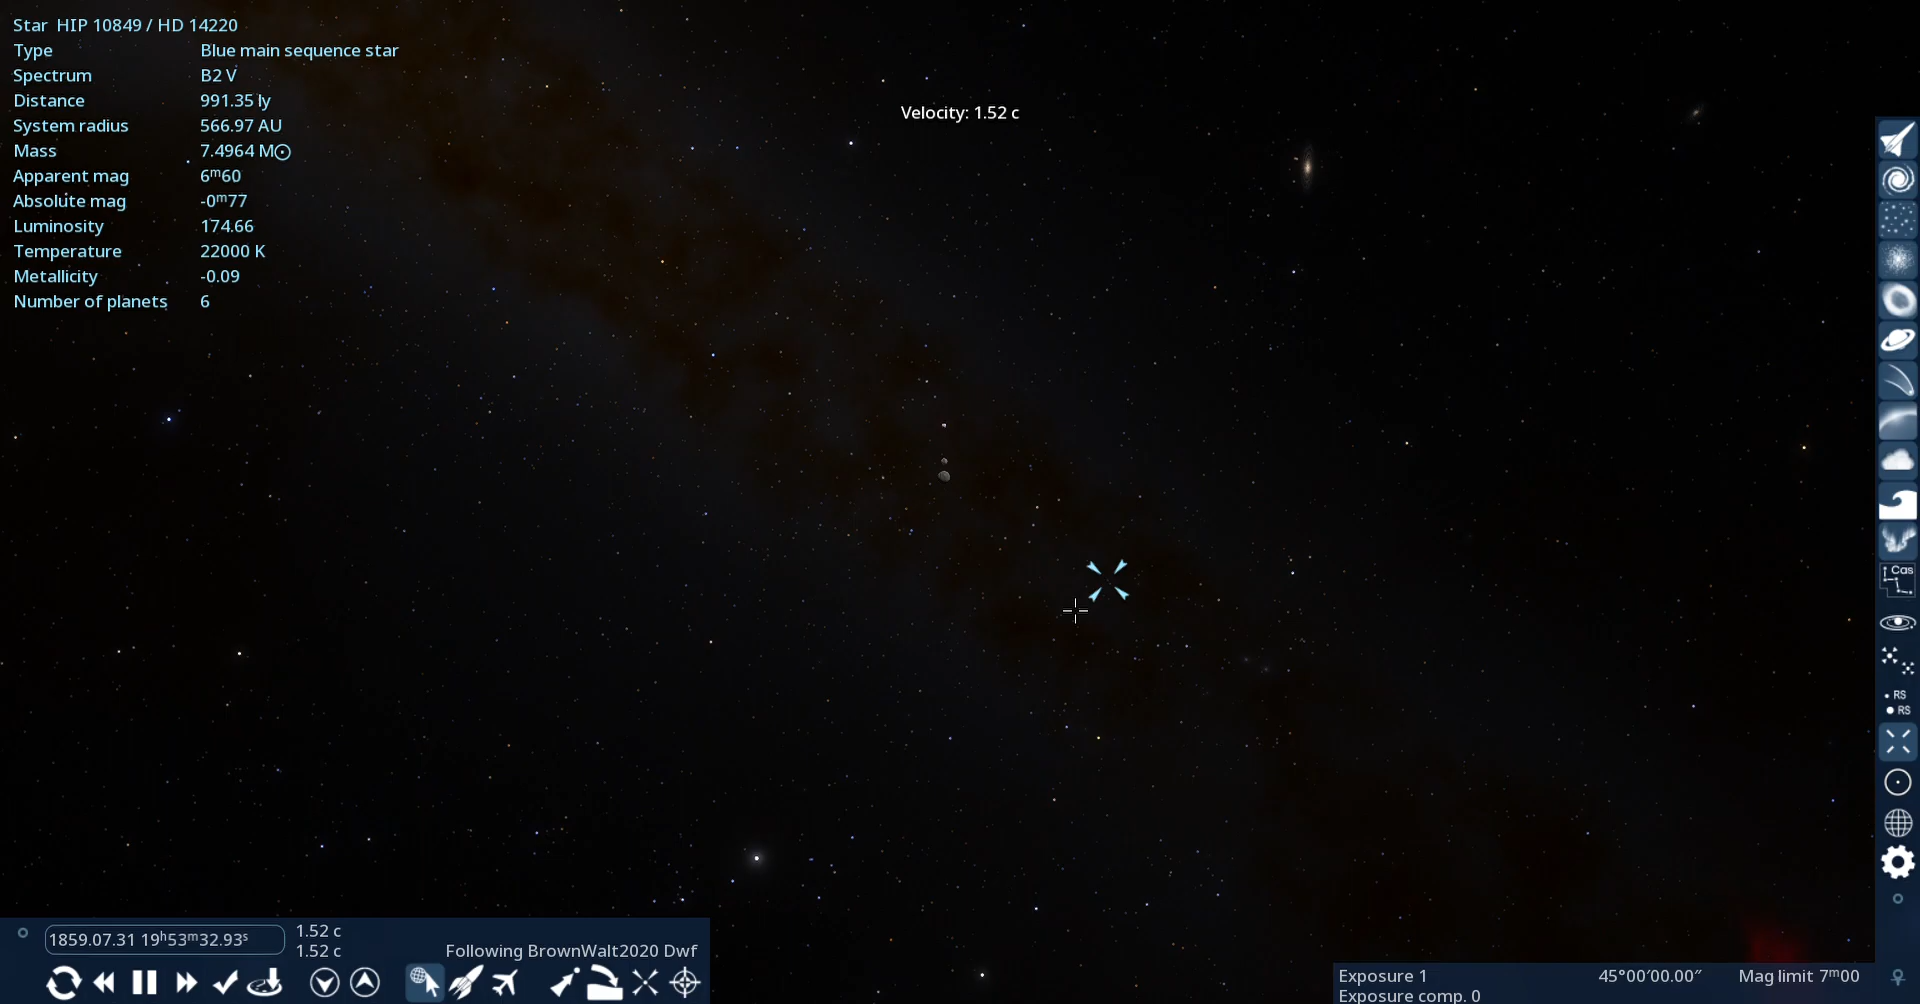 Star HIP 10849 / HD 14220
Type Blue main sequence star
Spectrum B2 V
Distance 991.35 ly
System radius 566.97 AU
Mass 7.4964 M☉
Apparent mag 6ᵐ60
Absolute mag -0ᵐ77
Luminosity 174.66
Temperature 22000 K
Metallicity -0.09
Number of planets 6
Velocity: 1.52 c
Cas
RS
RS
1859.07.31 19ʰ53ᵐ32.93ˢ
1.52 c
1.52 c
Following BrownWalt2020 Dwf
Exposure 1 45°00′00.00″ Mag limit 7ᵐ00
Exposure comp. 0